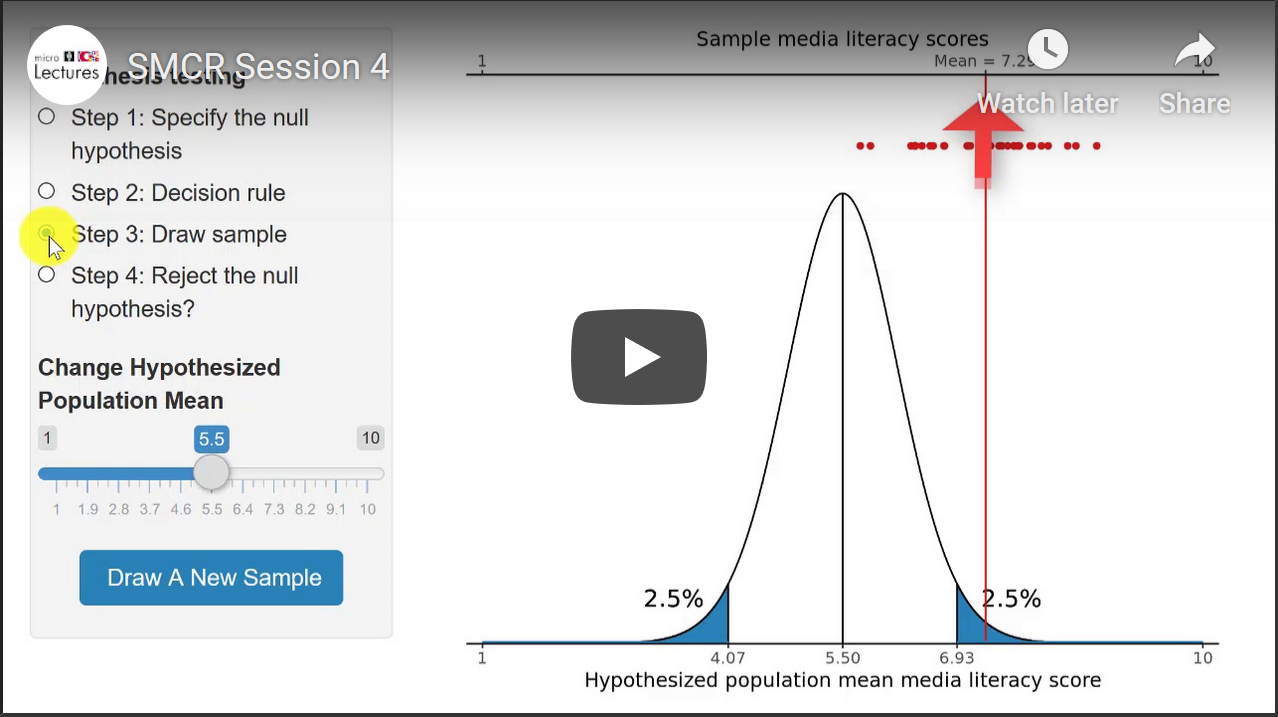 micro
Lectures
SMCR Session 4
hesis testing
Step 1: Specify the null
hypothesis
Step 2: Decision rule
Step 3: Draw sample
Step 4: Reject the null
hypothesis?
Change Hypothesized
Population Mean
1
5.5
10
1 1.9 2.8 3.7 4.6 5.5 6.4 7.3 8.2 9.1 10
Draw A New Sample
Sample media literacy scores
1
Mean = 7.29
10
Watch later
Share
2.5%
2.5%
1 4.07 5.50 6.93 10
Hypothesized population mean media literacy score